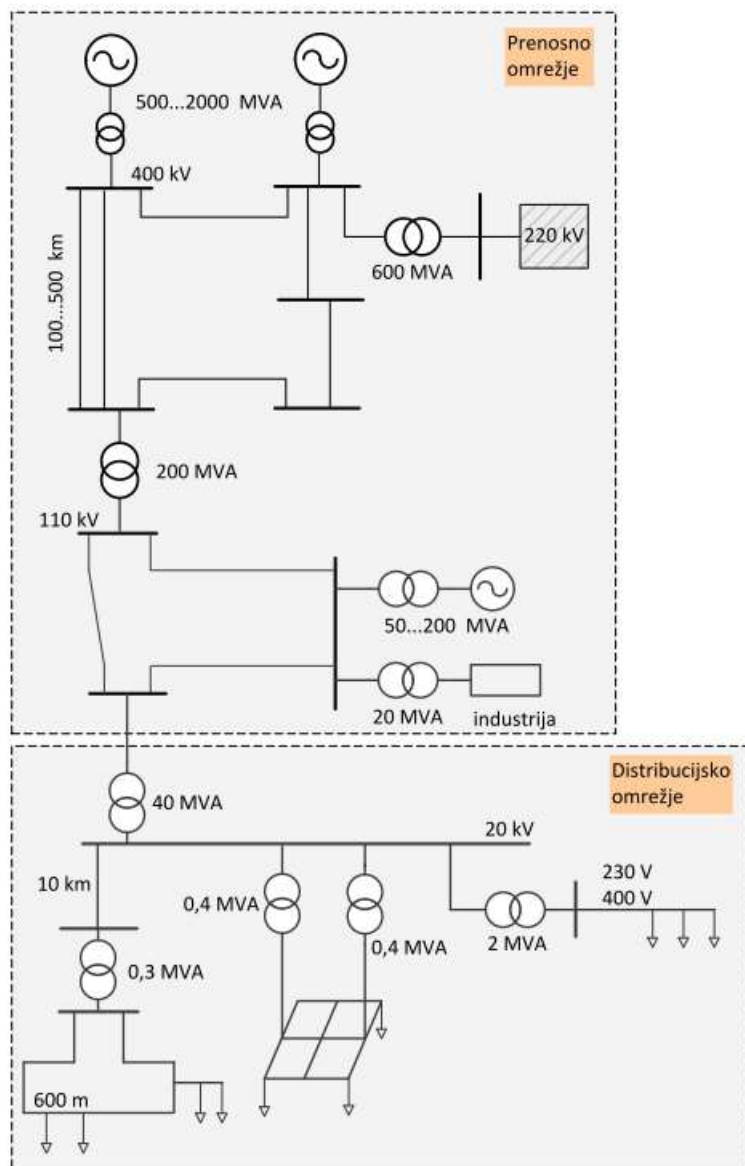 Prenosno
omrežje
500...2000 MVA
400 kV
220 kV
600 MVA
100...500 km
200 MVA
110 kV
50...200 MVA
20 MVA
industrija
Distribucijsko
omrežje
40 MVA
20 kV
10 km
230 V
400 V
0,4 MVA
0,4 MVA
2 MVA
0,3 MVA
600 m